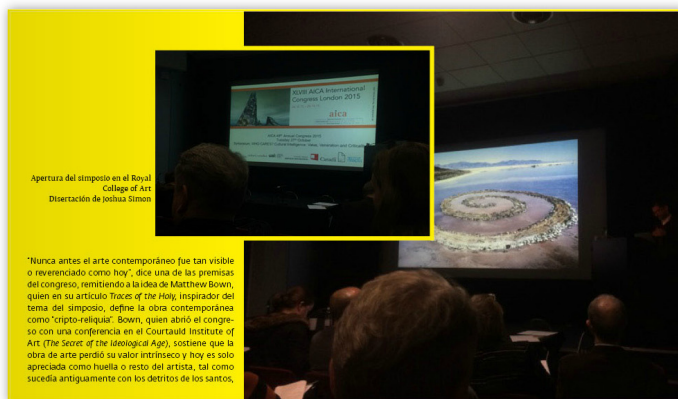 XLVIII AICA International
Congress London 2015
aica
Apertura del simposio en el Royal
College of Art
Disertación de Joshua Simon
"Nunca antes el arte contemporáneo fue tan visible
o reverenciado como hoy", dice una de las premisas
del congreso, remitiendo a la idea de Matthew Bown,
quien en su artículo Traces of the Holy, inspirador del
tema del simposio, define la obra contemporánea
como "cripto-reliquia". Bown, quien abrió el congre-
so con una conferencia en el Courtauld Institute of
Art (The Secret of the Ideological Age), sostiene que la
obra de arte perdió su valor intrínseco y hoy es solo
apreciada como huella o resto del artista, tal como
sucedía antiguamente con los detritos de los santos,